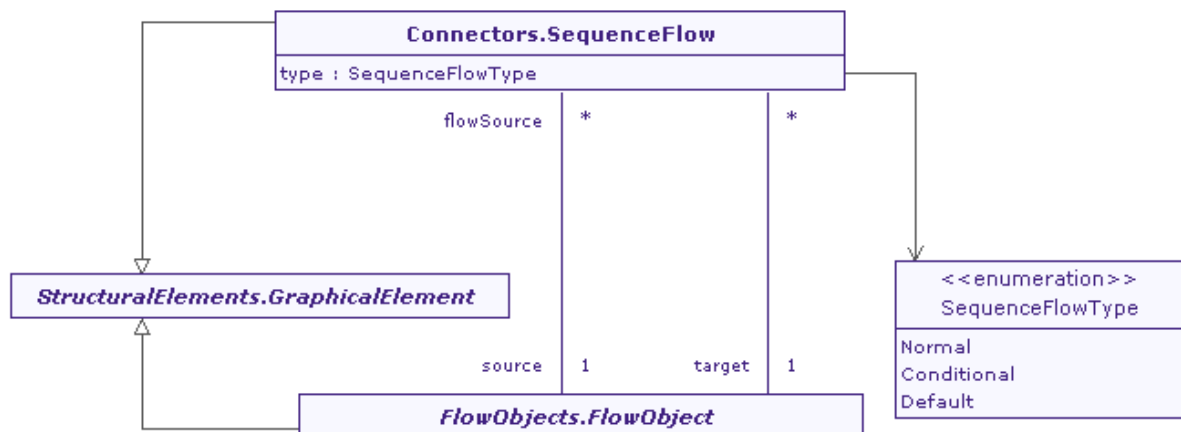 Connectors.SequenceFlow
type : SequenceFlowType
flowSource * *
StructuralElements.GraphicalElement
<<enumeration>>
SequenceFlowType
Normal
Conditional
Default
source 1 target 1
FlowObjects.FlowObject